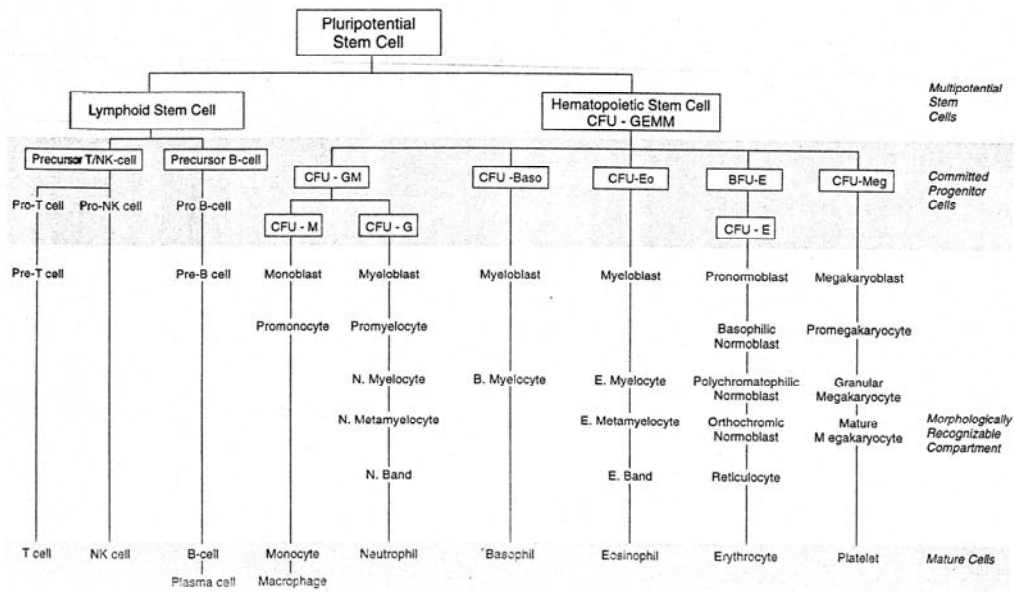 Pluripotential
Stem Cell
Lymphoid Stem Cell
Hematopoietic Stem Cell
CFU - GEMM
Multipotential
Stem
Cells
Precursor T/NK-cell
Precursor B-cell
CFU - GM
CFU -Baso
CFU-Eo
BFU-E
CFU-Meg
Committed
Progenitor
Cells
Pro-T cell
Pro-NK cell
Pro B-cell
CFU - M
CFU - G
CFU - E
Pre-T cell
Pre-B cell
Monoblast
Myeloblast
Myeloblast
Myeloblast
Pronormoblast
Megakaryoblast
Promonocyte
Promyelocyte
Basophilic
Normoblast
Promegakaryocyte
N. Myelocyte
B. Myelocyte
E. Myelocyte
Polychromatophilic
Normoblast
Granular
Megakaryocyte
N. Metamyelocyte
E. Metamyelocyte
Orthochromic
Normoblast
Mature
M egakaryocyte
Morphologically
Recognizable
Compartment
N. Band
E. Band
Reticulocyte
T cell
NK cell
B-cell
Monocyte
Neutrophil
Basophil
Eosinophil
Erythrocyte
Platelet
Mature Cells
Plasma cell
Macrophage